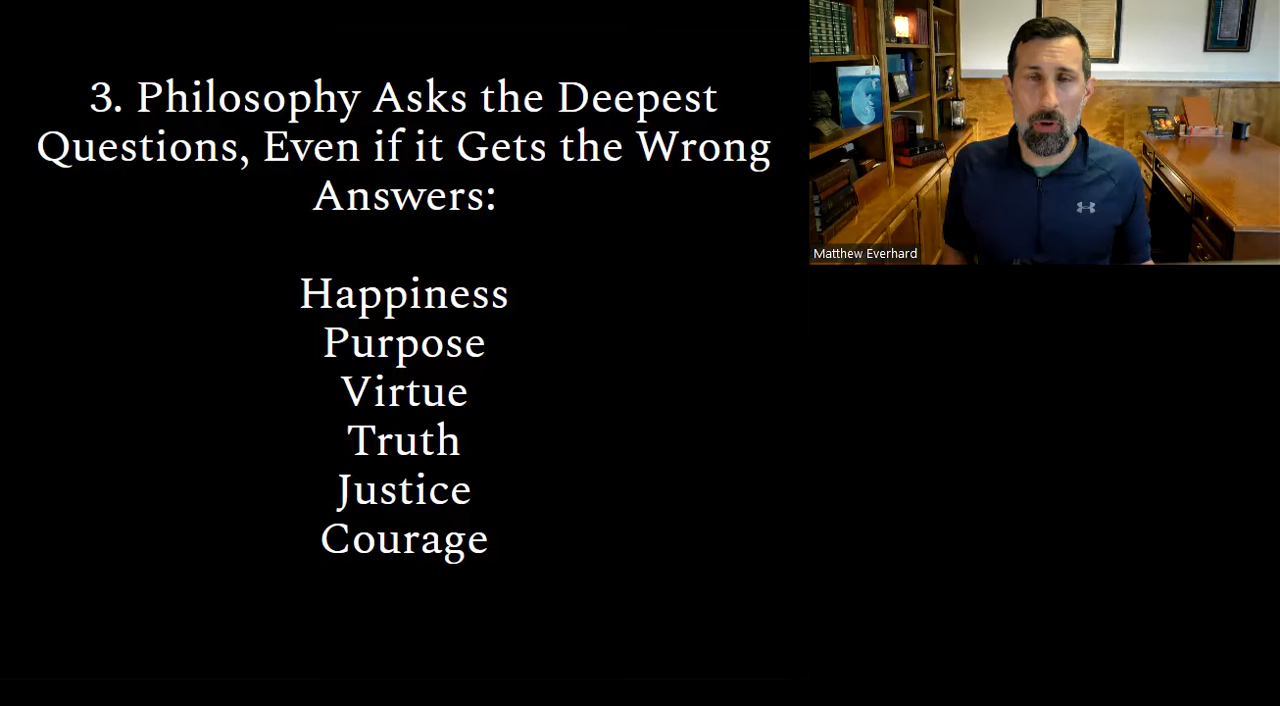 3. Philosophy Asks the Deepest
Questions, Even if it Gets the Wrong
Answers:
Happiness
Purpose
Virtue
Truth
Justice
Courage
Matthew Everhard